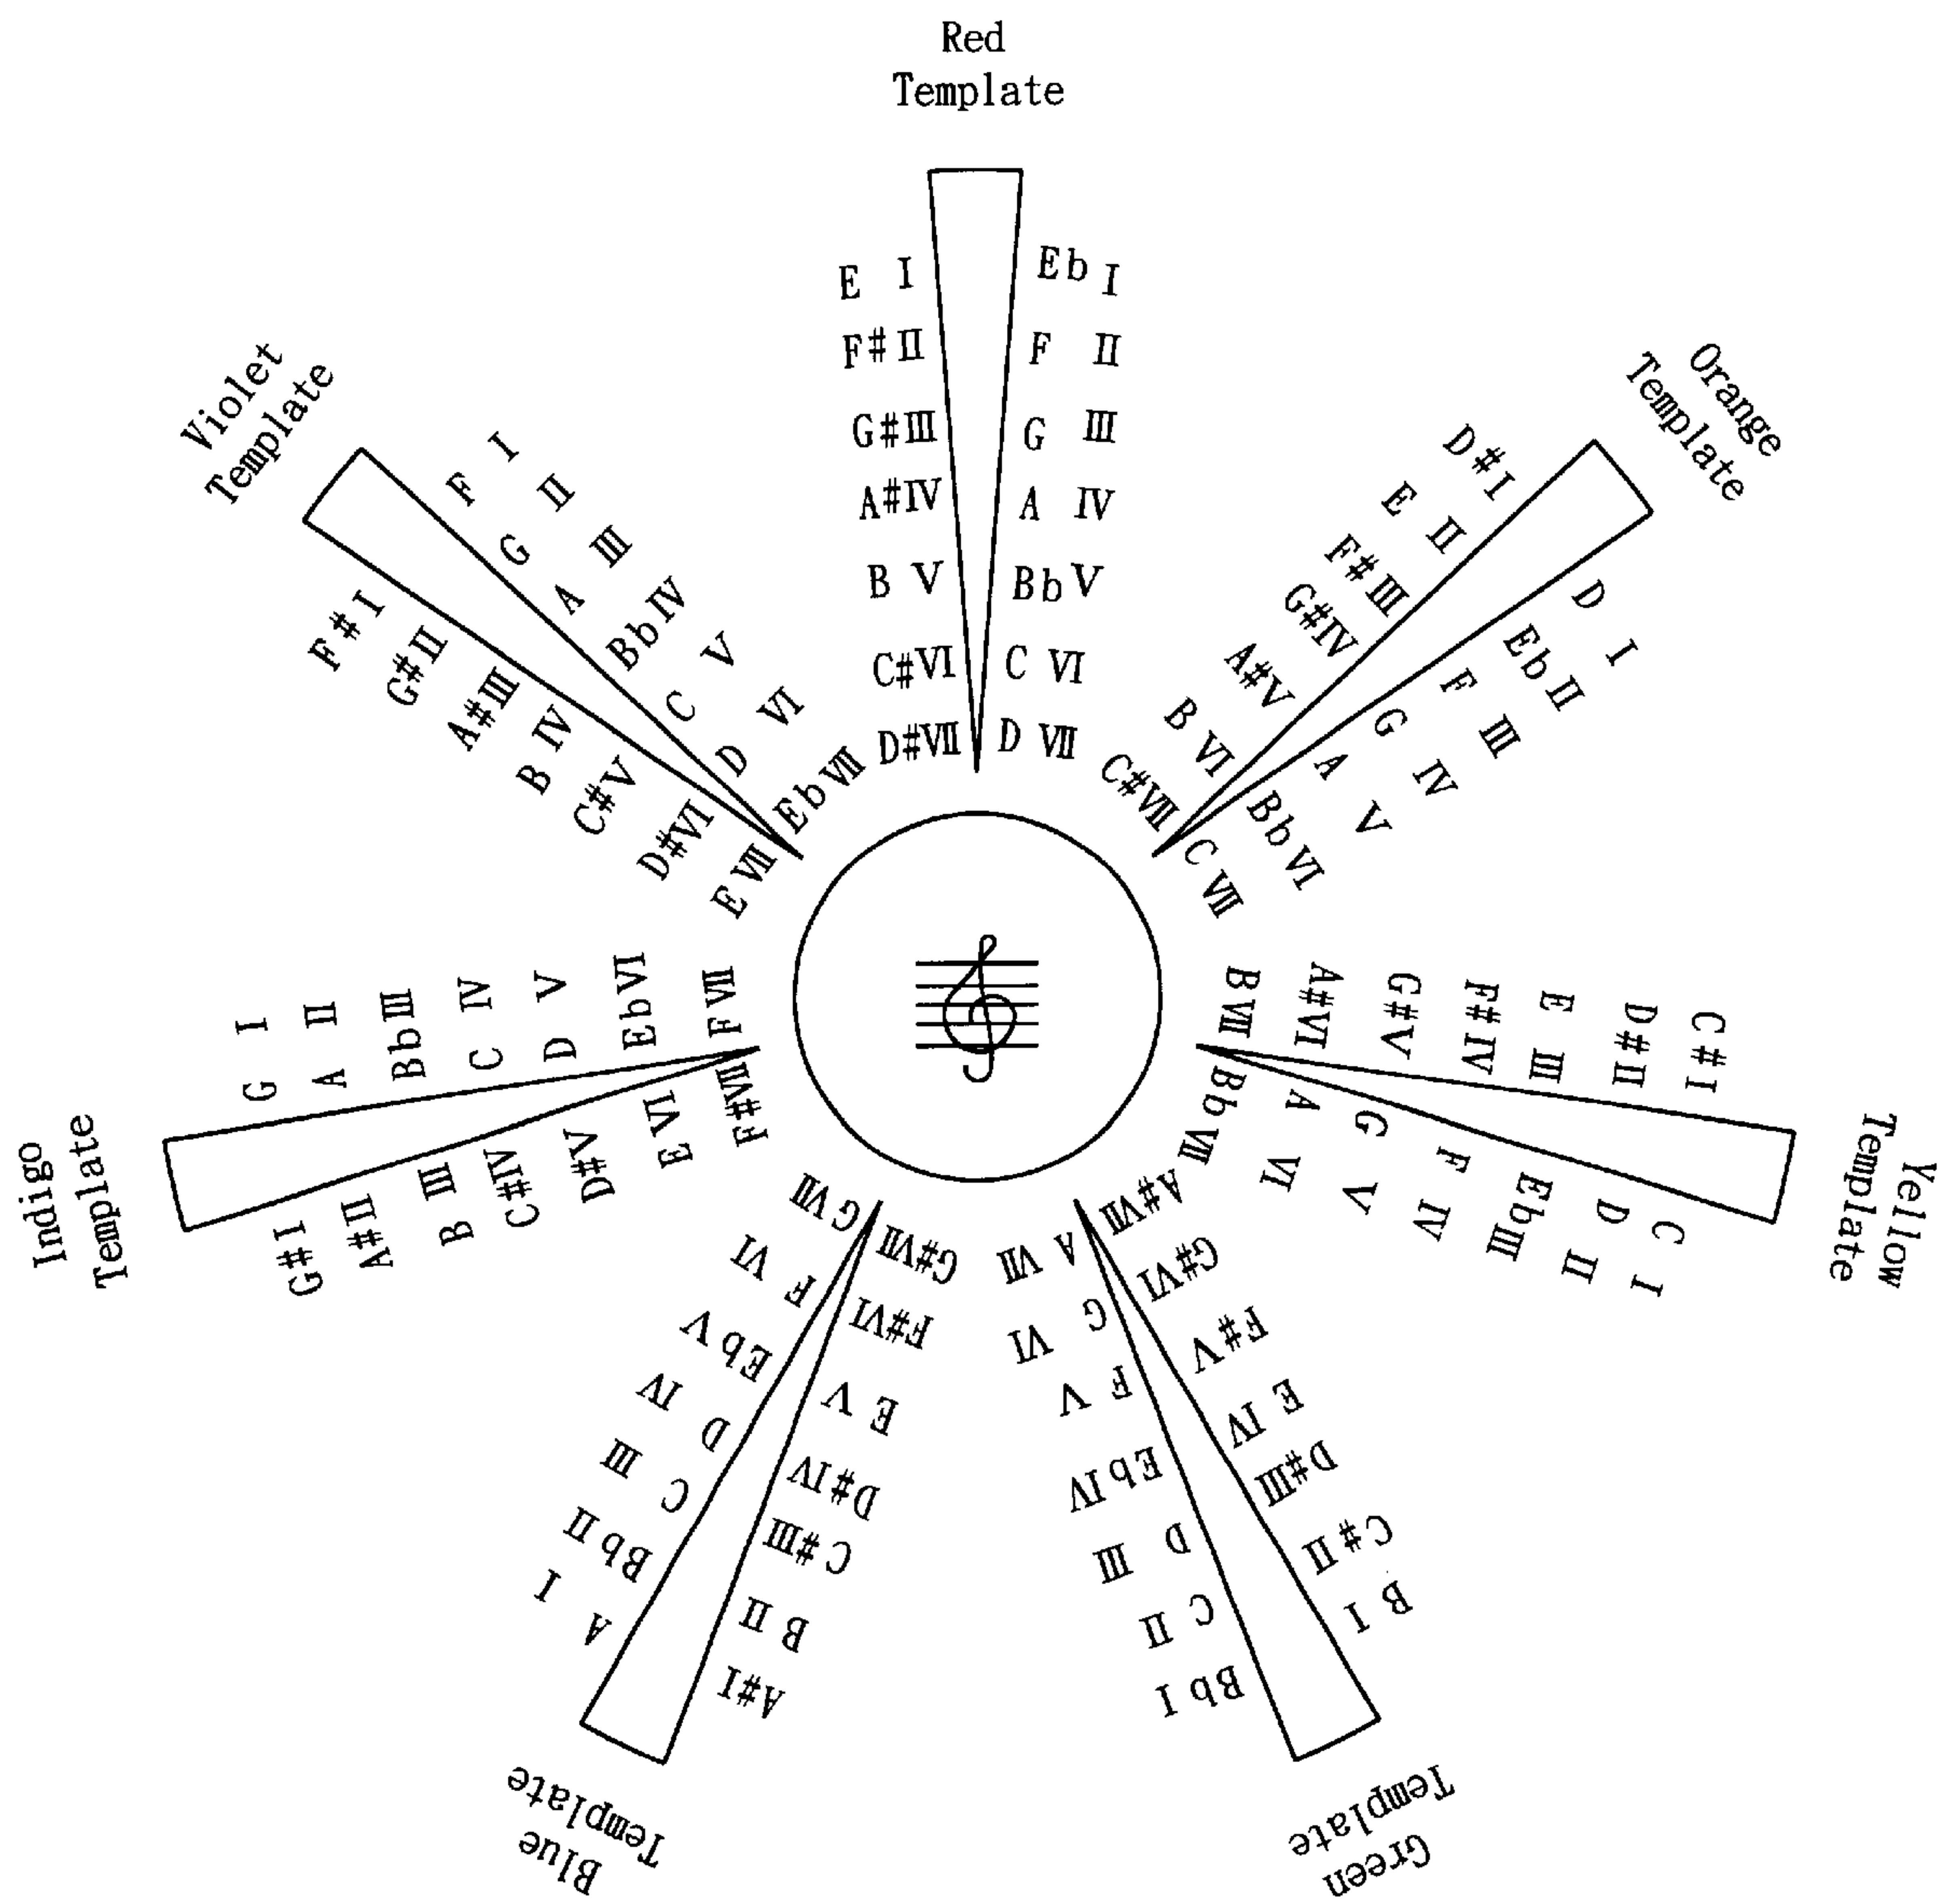 Red
Template
E I
F#II
G#III
A#IV
B V
C#VI
D#VII
Eb I
F II
G III
A IV
Bb V
C VI
D VII
Orange
Template
D#I
E II
F#III
G#IV
A#V
B VI
C#VII
D I
Eb II
F III
G IV
A V
Bb VI
C VII
Yellow
Template
C#I
D#II
E III
F#IV
G#V
A#VI
B VII
C I
D II
Eb III
F IV
G V
A VI
Bb VII
Green
Template
B I
C#II
D#III
E IV
F#V
G#VI
A#VII
Bb I
C II
D III
Eb IV
F V
G VI
A VII
Blue
Template
A#I
B II
C#III
D#IV
E V
F#VI
G#VII
A I
Bb II
C III
D IV
Eb V
F VI
G VII
Indigo
Template
G#I
A#II
B III
C#IV
D#V
E VI
F#VII
G I
A II
Bb III
C IV
D V
Eb VI
F VII
Violet
Template
F#I
G#II
A#III
B IV
C#V
D#VI
E VII
F I
G II
A III
Bb IV
C V
D VI
Eb VII